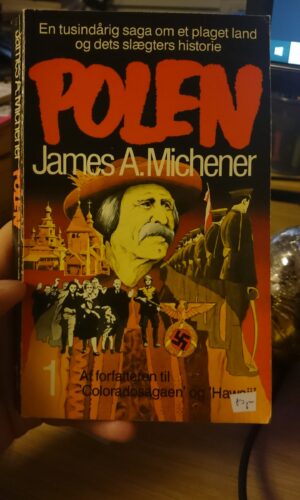 En tusindårig saga om et plaget land
og dets slægters historie
POLEN
James A. Michener
1
Af forfatteren til
'Coloradosagaen' og 'Hawaii'
James A. Michener POLEN